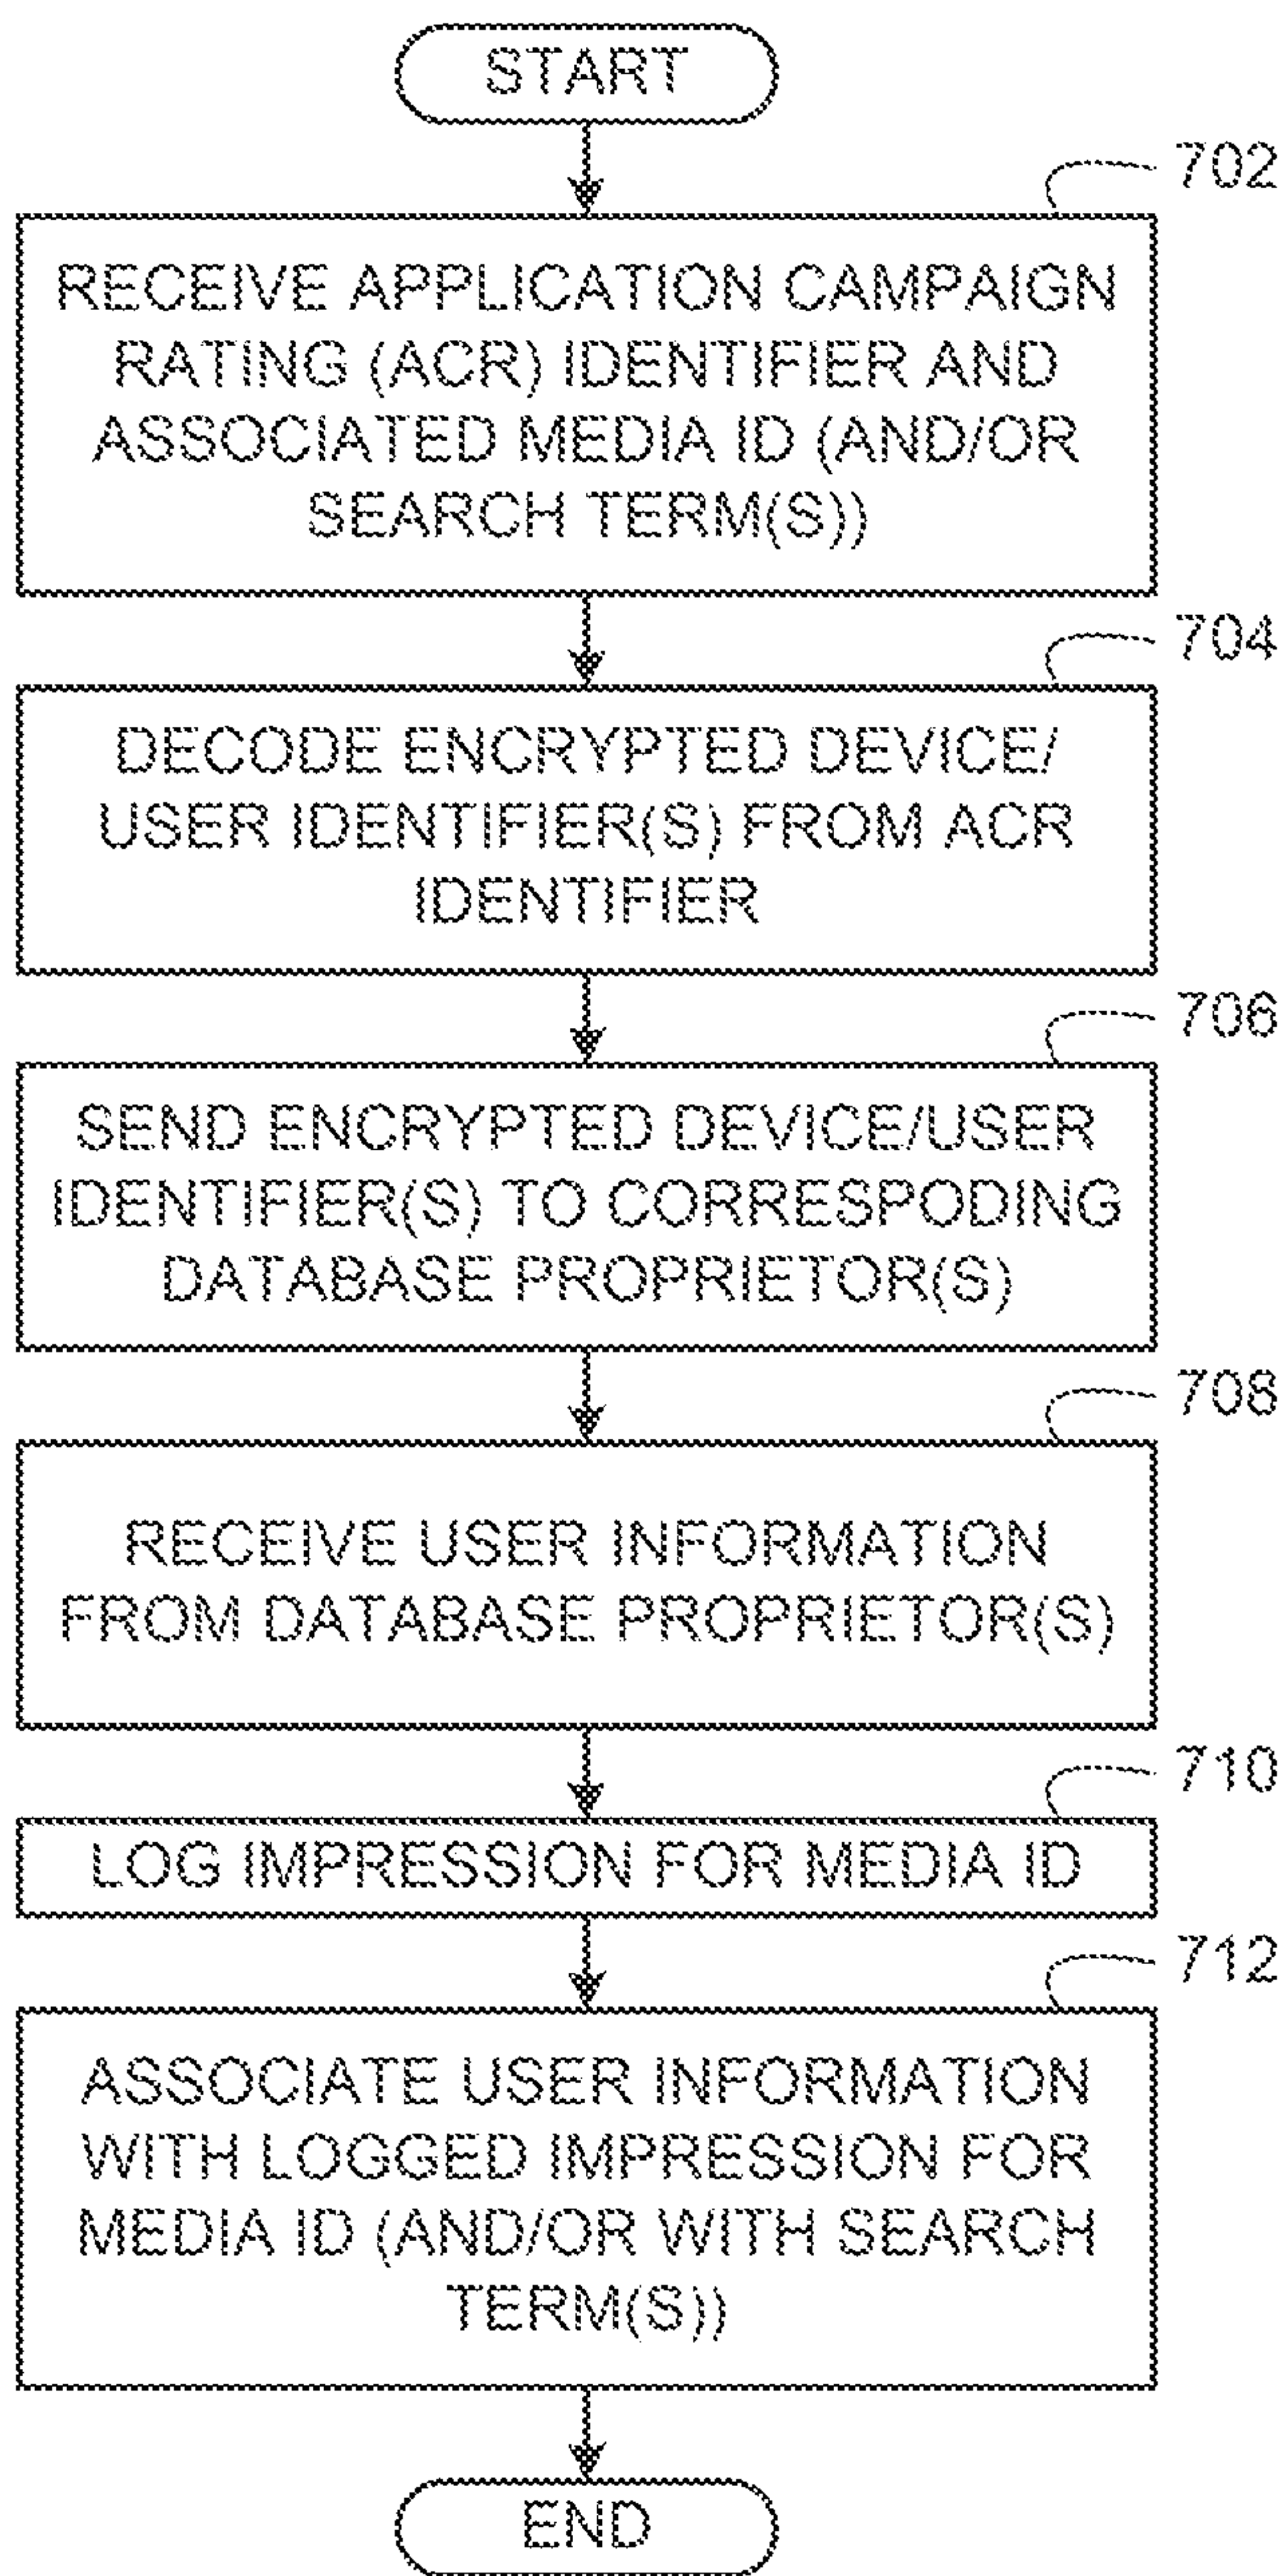 START
702
RECEIVE APPLICATION CAMPAIGN
RATING (ACR) IDENTIFIER AND
ASSOCIATED MEDIA ID (AND/OR
SEARCH TERM(S))
704
DECODE ENCRYPTED DEVICE/
USER IDENTIFIER(S) FROM ACR
IDENTIFIER
706
SEND ENCRYPTED DEVICE/USER
IDENTIFIER(S) TO CORRESPODING
DATABASE PROPRIETOR(S)
708
RECEIVE USER INFORMATION
FROM DATABASE PROPRIETOR(S)
710
LOG IMPRESSION FOR MEDIA ID
712
ASSOCIATE USER INFORMATION
WITH LOGGED IMPRESSION FOR
MEDIA ID (AND/OR WITH SEARCH
TERM(S))
END